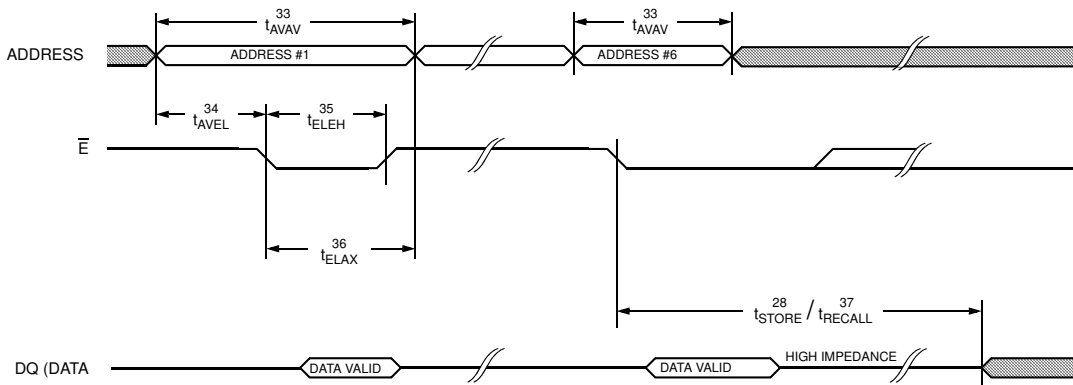 33 33
tAVAV tAVAV
ADDRESS ADDRESS #1 ADDRESS #6
34 35
tAVEL tELEH
E
36
tELAX
28 37
tSTORE / tRECALL
DQ (DATA DATA VALID DATA VALID HIGH IMPEDANCE